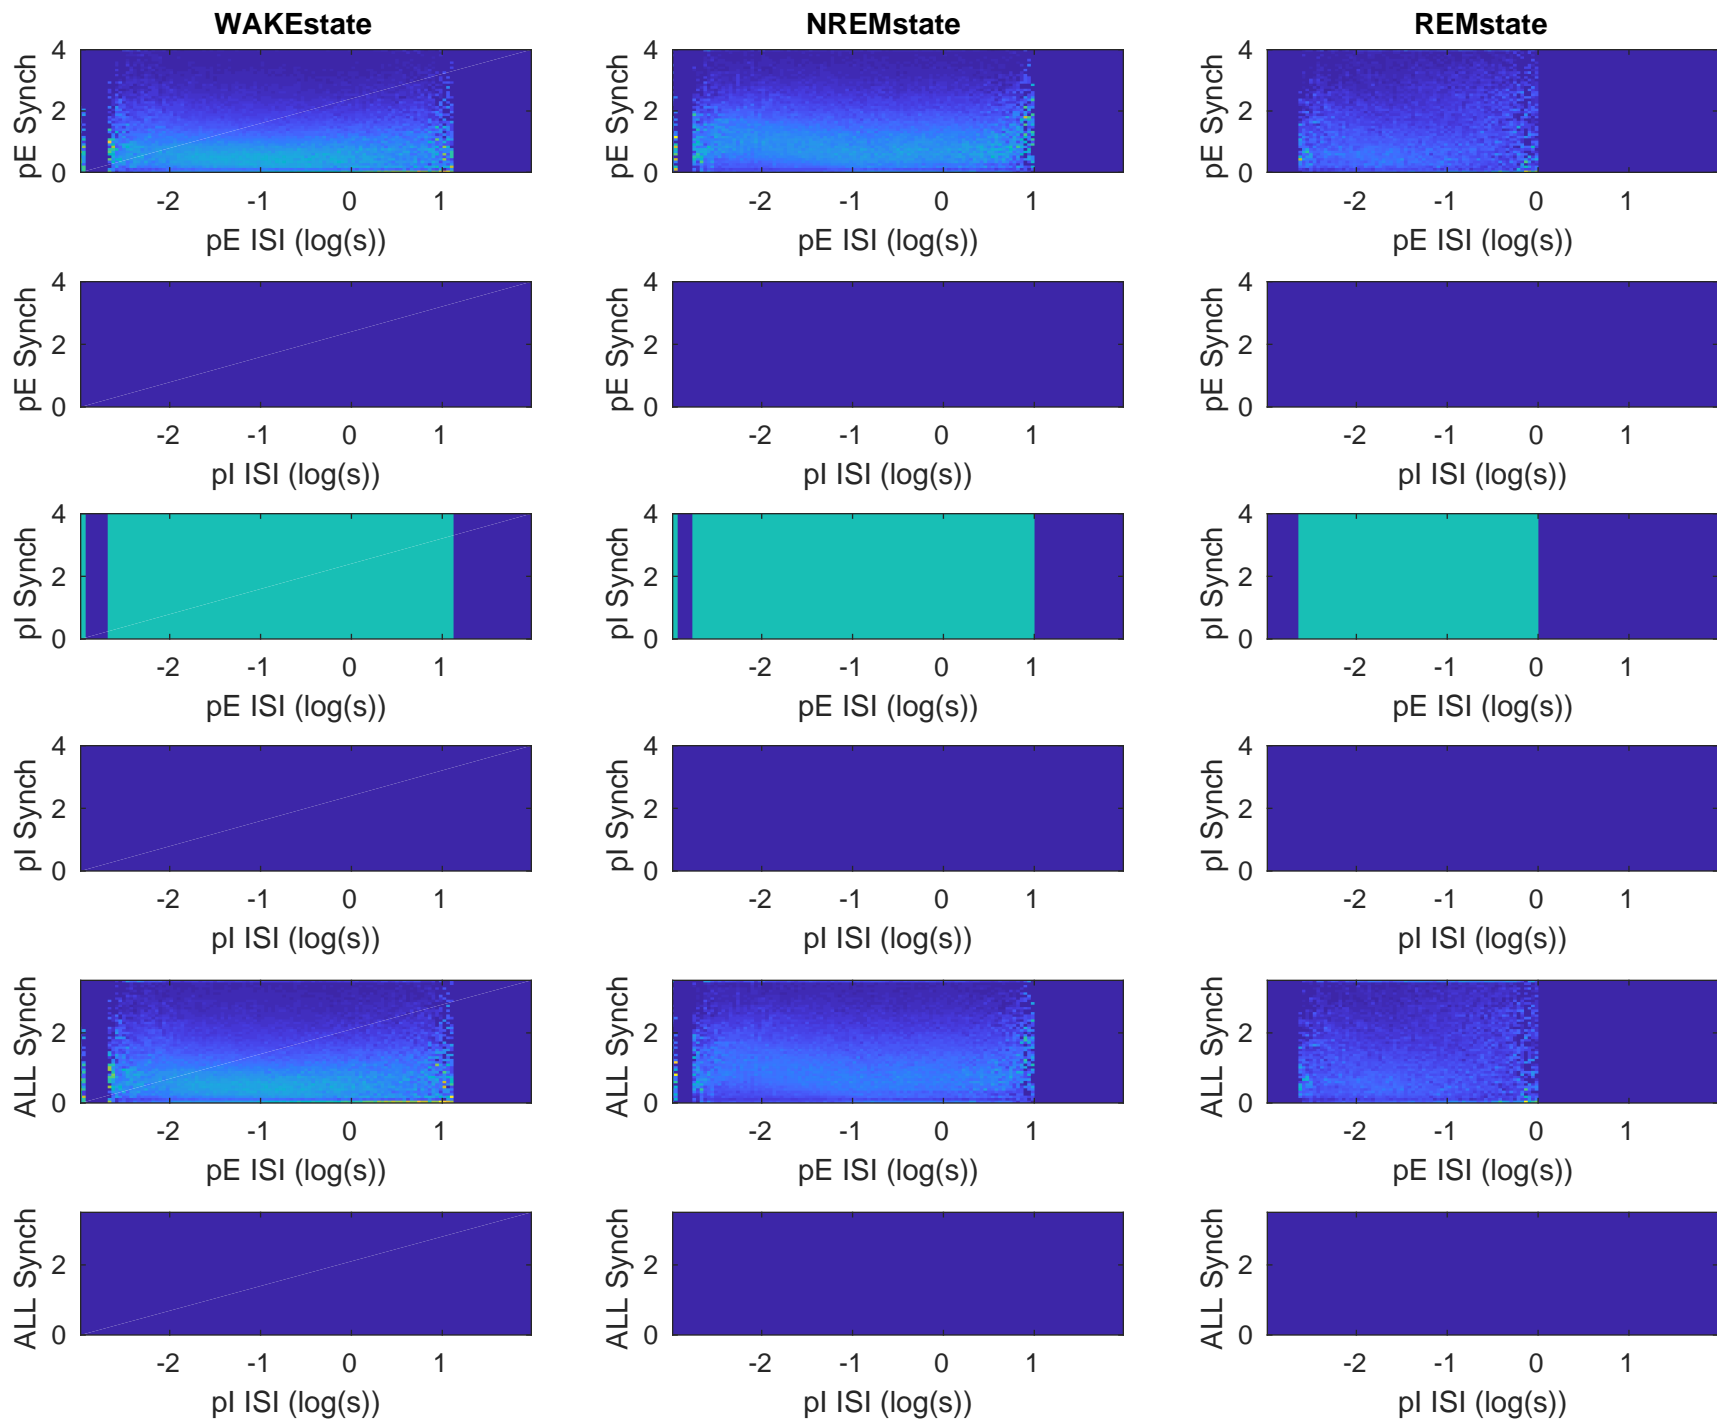 WAKEstate NREMstate REMstate
4 4 4
pE Synch pE Synch pE Synch
2 2 2
0 0 0
-2 -1 0 1 -2 -1 0 1 -2 -1 0 1
pE ISI (log(s)) pE ISI (log(s)) pE ISI (log(s))
4 4 4
pE Synch pE Synch pE Synch
2 2 2
0 0 0
-2 -1 0 1 -2 -1 0 1 -2 -1 0 1
pI ISI (log(s)) pI ISI (log(s)) pI ISI (log(s))
4 4 4
pI Synch pI Synch pI Synch
2 2 2
0 0 0
-2 -1 0 1 -2 -1 0 1 -2 -1 0 1
pE ISI (log(s)) pE ISI (log(s)) pE ISI (log(s))
4 4 4
pI Synch pI Synch pI Synch
2 2 2
0 0 0
-2 -1 0 1 -2 -1 0 1 -2 -1 0 1
pI ISI (log(s)) pI ISI (log(s)) pI ISI (log(s))
ALL Synch ALL Synch ALL Synch
2 2 2
0 0 0
-2 -1 0 1 -2 -1 0 1 -2 -1 0 1
pE ISI (log(s)) pE ISI (log(s)) pE ISI (log(s))
ALL Synch ALL Synch ALL Synch
2 2 2
0 0 0
-2 -1 0 1 -2 -1 0 1 -2 -1 0 1
pI ISI (log(s)) pI ISI (log(s)) pI ISI (log(s))